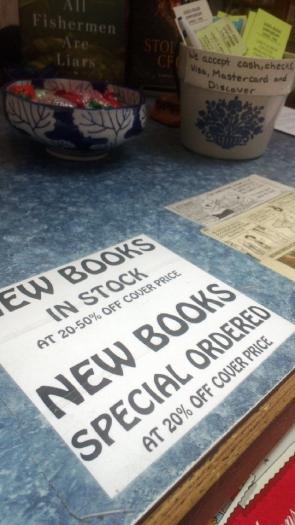 All
Fishermen
Are
Liars
We accept cash, checks
Visa, Mastercard and
Discover
NEW BOOKS
IN STOCK
AT 20-50% OFF COVER PRICE
NEW BOOKS
SPECIAL ORDERED
AT 20% OFF COVER PRICE